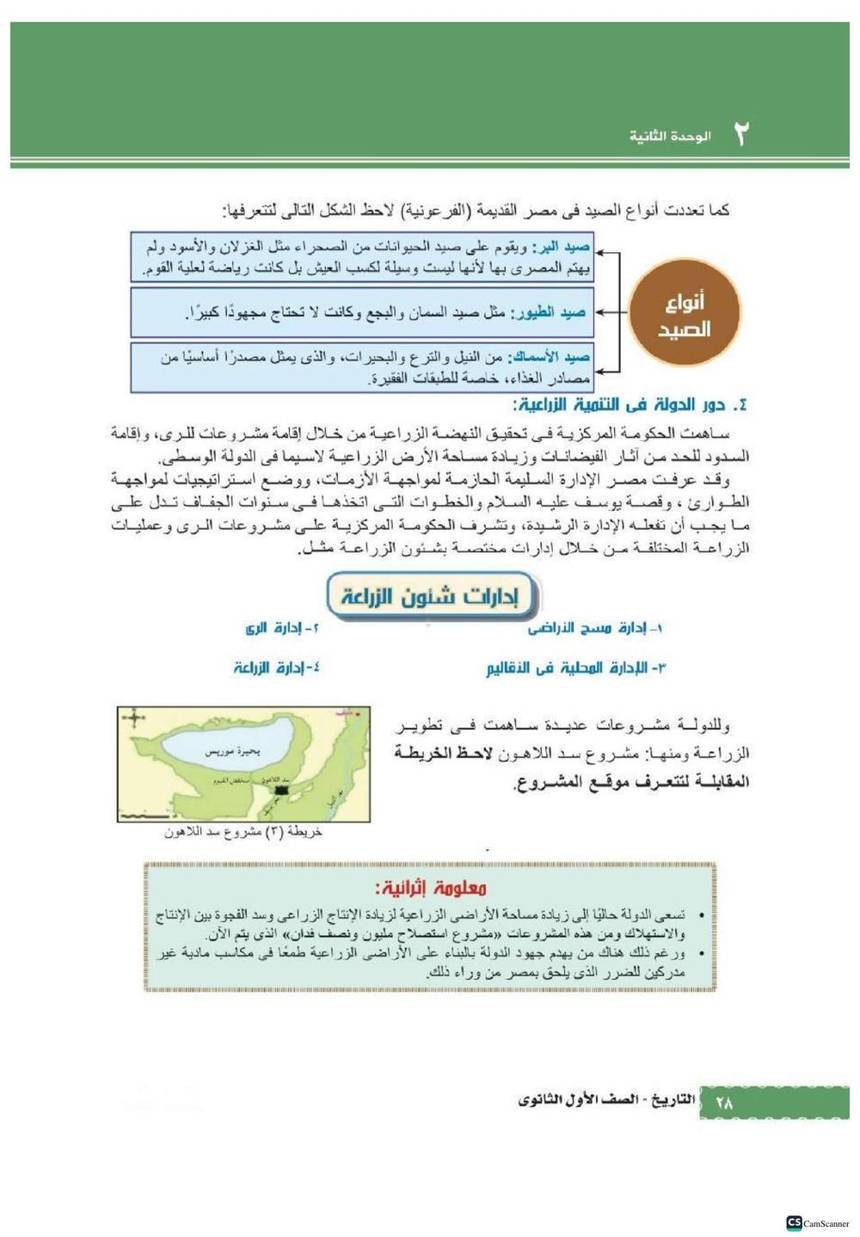 ٢ الوحدة الثانية
كما تعددت أنواع الصيد فى مصر القديمة (الفرعونية) لاحظ الشكل التالى لتتعرفها:
أنواع
الصيد
صيد البر: ويقوم على صيد الحيوانات من الصحراء مثل الغزلان والأسود ولم
يهتم المصرى بها لأنها ليست وسيلة لكسب العيش بل كانت رياضة لعلية القوم.
صيد الطيور: مثل صيد السمان والبجع وكانت لا تحتاج مجهودًا كبيرًا.
صيد الأسماك: من النيل والترع والبحيرات، والذى يمثل مصدرًا أساسيًا من
مصادر الغذاء، خاصة للطبقات الفقيرة.
٤. دور الدولة فى التنمية الزراعية:
ساهمت الحكومة المركزية فى تحقيق النهضة الزراعية من خلال إقامة مشروعات للرى، وإقامة
السدود للحد من آثار الفيضانات وزيادة مساحة الأرض الزراعية لاسيما فى الدولة الوسطى.
وقد عرفت مصر الإدارة السليمة الحازمة لمواجهة الأزمات، ووضع استراتيجيات لمواجهة
الطوارئ ، وقصة يوسف عليه السلام والخطوات التى اتخذها فى سنوات الجفاف تدل على
ما يجب أن تفعله الإدارة الرشيدة، وتشرف الحكومة المركزية على مشروعات الرى وعمليات
الزراعة المختلفة من خلال إدارات مختصة بشئون الزراعة مثل.
إدارات شئون الزراعة
١- إدارة مسح الأراضى
٢- إدارة الرى
٣- الإدارة المحلية فى الأقاليم
٤- إدارة الزراعة
وللدولة مشروعات عديدة ساهمت فى تطوير
الزراعة ومنها: مشروع سد اللاهون لاحظ الخريطة
المقابلة لتتعرف موقع المشروع.
منف
بحيرة موريس
سد اللاهون
منخفض الفيوم
بحر يوسف
نهر النيل
خريطة (٣) مشروع سد اللاهون
معلومة إثرائية:
• تسعى الدولة حاليًا إلى زيادة مساحة الأراضى الزراعية لزيادة الإنتاج الزراعى وسد الفجوة بين الإنتاج
والاستهلاك ومن هذه المشروعات «مشروع استصلاح مليون ونصف فدان» الذى يتم الآن.
• ورغم ذلك هناك من يهدم جهود الدولة بالبناء على الأراضى الزراعية طمعًا فى مكاسب مادية غير
مدركين للضرر الذى يلحق بمصر من وراء ذلك.
٢٨ التاريخ - الصف الأول الثانوى
CS CamScanner